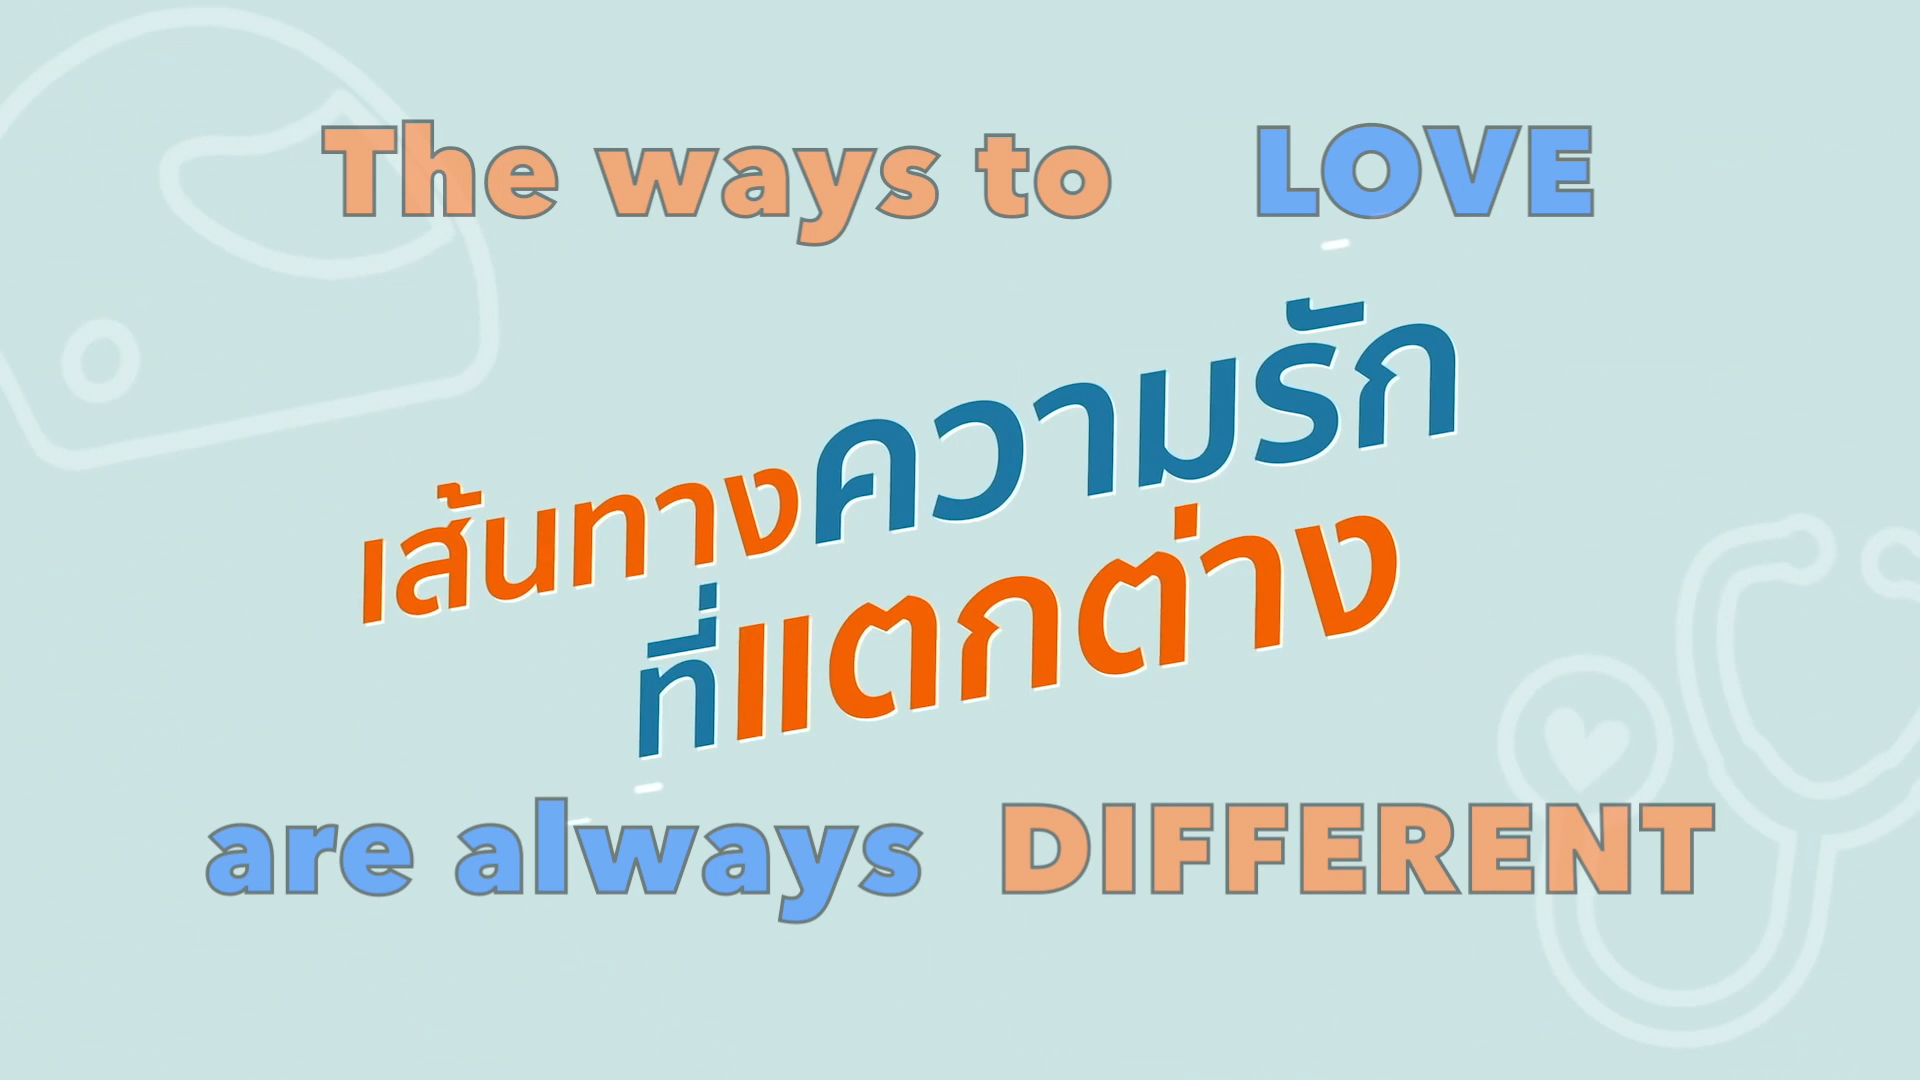 The ways to LOVE
เส้นทางความรัก
ที่แตกต่าง
are always DIFFERENT